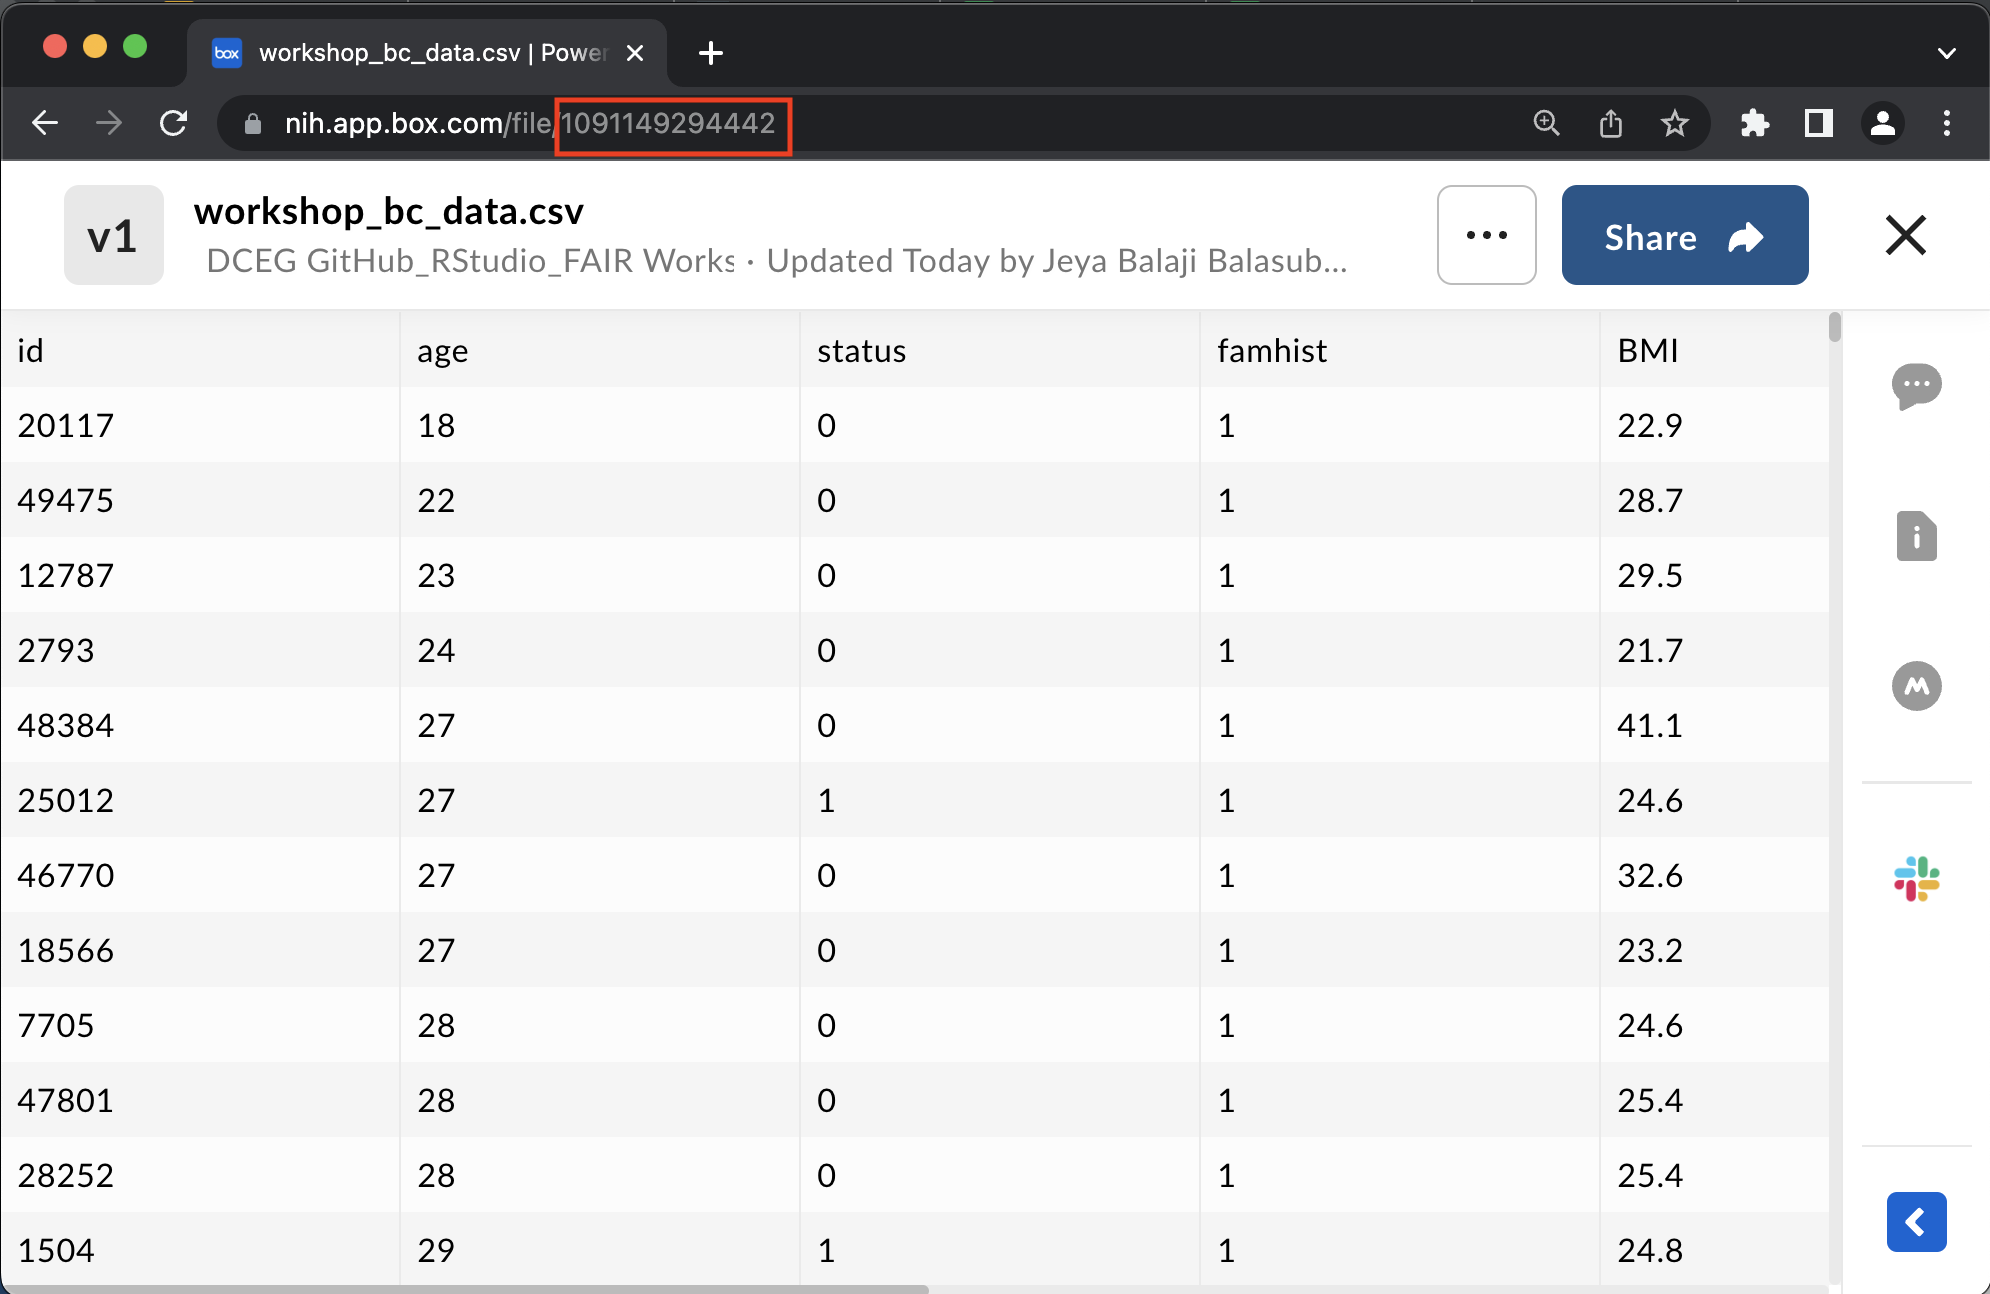 box workshop_bc_data.csv | Power
nih.app.box.com/file/1091149294442
v1
workshop_bc_data.csv
DCEG GitHub_RStudio_FAIR Works · Updated Today by Jeya Balaji Balasub...
Share
id age status famhist BMI
20117 18 0 1 22.9
49475 22 0 1 28.7
12787 23 0 1 29.5
2793 24 0 1 21.7
48384 27 0 1 41.1
25012 27 1 1 24.6
46770 27 0 1 32.6
18566 27 0 1 23.2
7705 28 0 1 24.6
47801 28 0 1 25.4
28252 28 0 1 25.4
1504 29 1 1 24.8